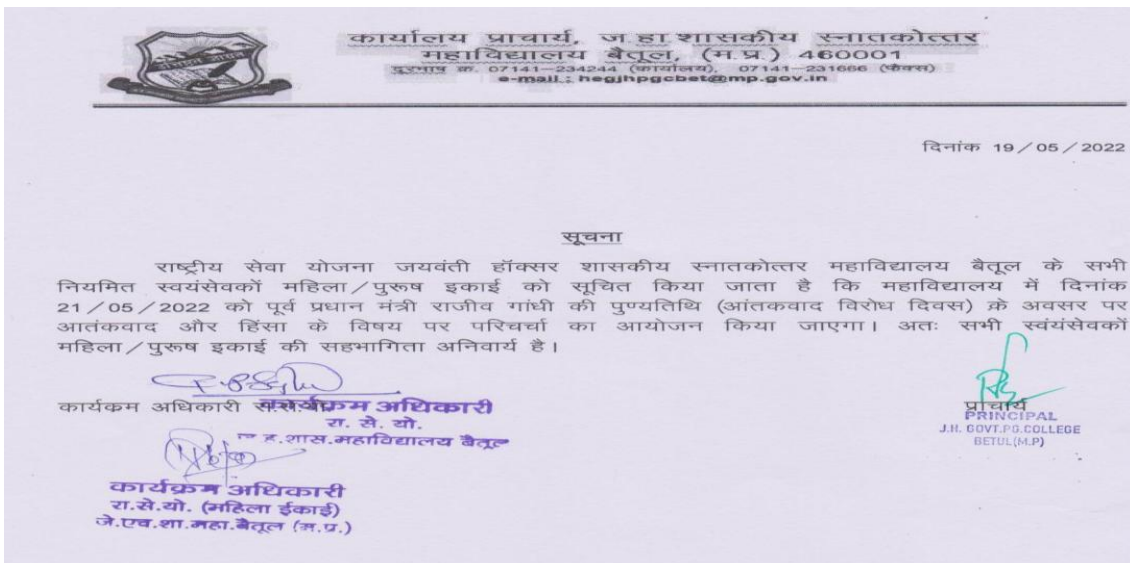 कार्यालय प्राचार्य, ज.हा.शासकीय स्नातकोत्तर
महाविद्यालय बैतूल, (म.प्र.) 460001
दूरभाष क्र. 07141–234244 (कार्यालय), 07141–231666 (फैक्स)
e-mail : hegjhpgcbet@mp.gov.in
दिनांक 19/05/2022
सूचना
राष्ट्रीय सेवा योजना जयवंती हॉक्सर शासकीय स्नातकोत्तर महाविद्यालय बैतूल के सभी
नियमित स्वयंसेवकों महिला/पुरूष इकाई को सूचित किया जाता है कि महाविद्यालय में दिनांक
21/05/2022 को पूर्व प्रधान मंत्री राजीव गांधी की पुण्यतिथि (आंतकवाद विरोध दिवस) के अवसर पर
आतंकवाद और हिंसा के विषय पर परिचर्चा का आयोजन किया जाएगा। अतः सभी स्वंयंसेवकों
महिला/पुरूष इकाई की सहभागिता अनिवार्य है।
कार्यकम अधिकारी
कार्यक्रम अधिकारी
रा. से. यो.
ह.शास.महाविद्यालय बैतूल
प्राचार्य
PRINCIPAL
J.H. GOVT.PG.COLLEGE
BETUL(M.P)
कार्यक्रम अधिकारी
रा.से.यो. (महिला ईकाई)
जे.एच.शा.महा.बैतूल (म.प्र.)